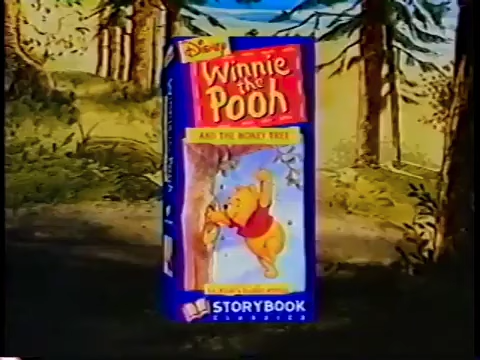 Disney
Winnie
the
Pooh
AND THE HONEY TREE
STORYBOOK
Classics